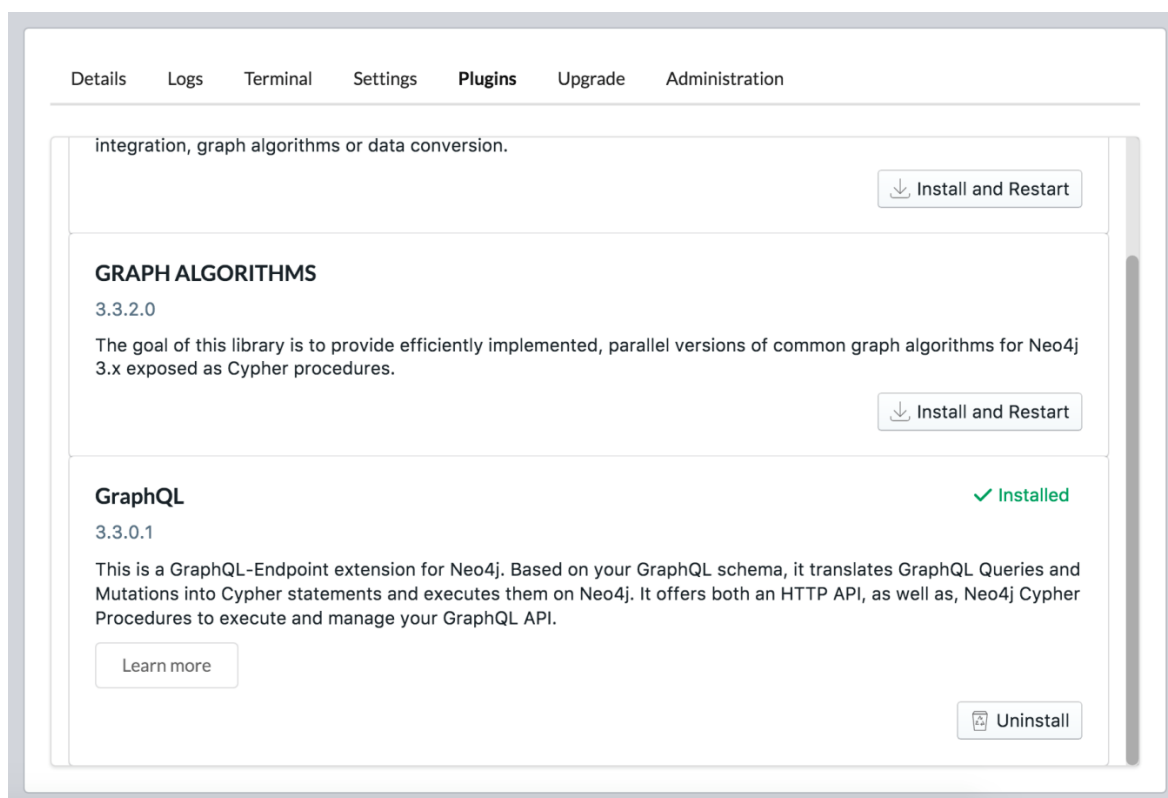 Details Logs Terminal Settings Plugins Upgrade Administration
integration, graph algorithms or data conversion.
Install and Restart
GRAPH ALGORITHMS
3.3.2.0
The goal of this library is to provide efficiently implemented, parallel versions of common graph algorithms for Neo4j
3.x exposed as Cypher procedures.
Install and Restart
GraphQL
Installed
3.3.0.1
This is a GraphQL-Endpoint extension for Neo4j. Based on your GraphQL schema, it translates GraphQL Queries and
Mutations into Cypher statements and executes them on Neo4j. It offers both an HTTP API, as well as, Neo4j Cypher
Procedures to execute and manage your GraphQL API.
Learn more
Uninstall